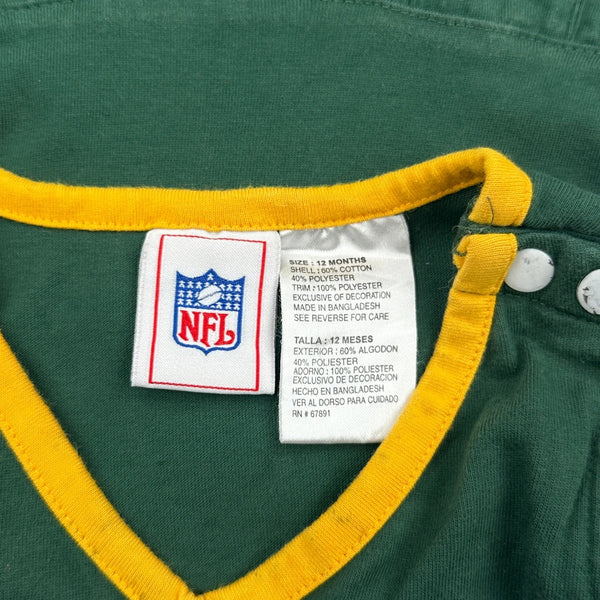 NFL
SIZE : 12 MONTHS
SHELL : 60% COTTON
40% POLYESTER
TRIM : 100% POLYESTER
EXCLUSIVE OF DECORATION
MADE IN BANGLADESH
SEE REVERSE FOR CARE
TALLA : 12 MESES
EXTERIOR : 60% ALGODON
40% POLIESTER
ADORNO : 100% POLIESTER
EXCLUSIVO DE DECORACION
HECHO EN BANGLADESH
VER AL DORSO PARA CUIDADO
RN # 67891